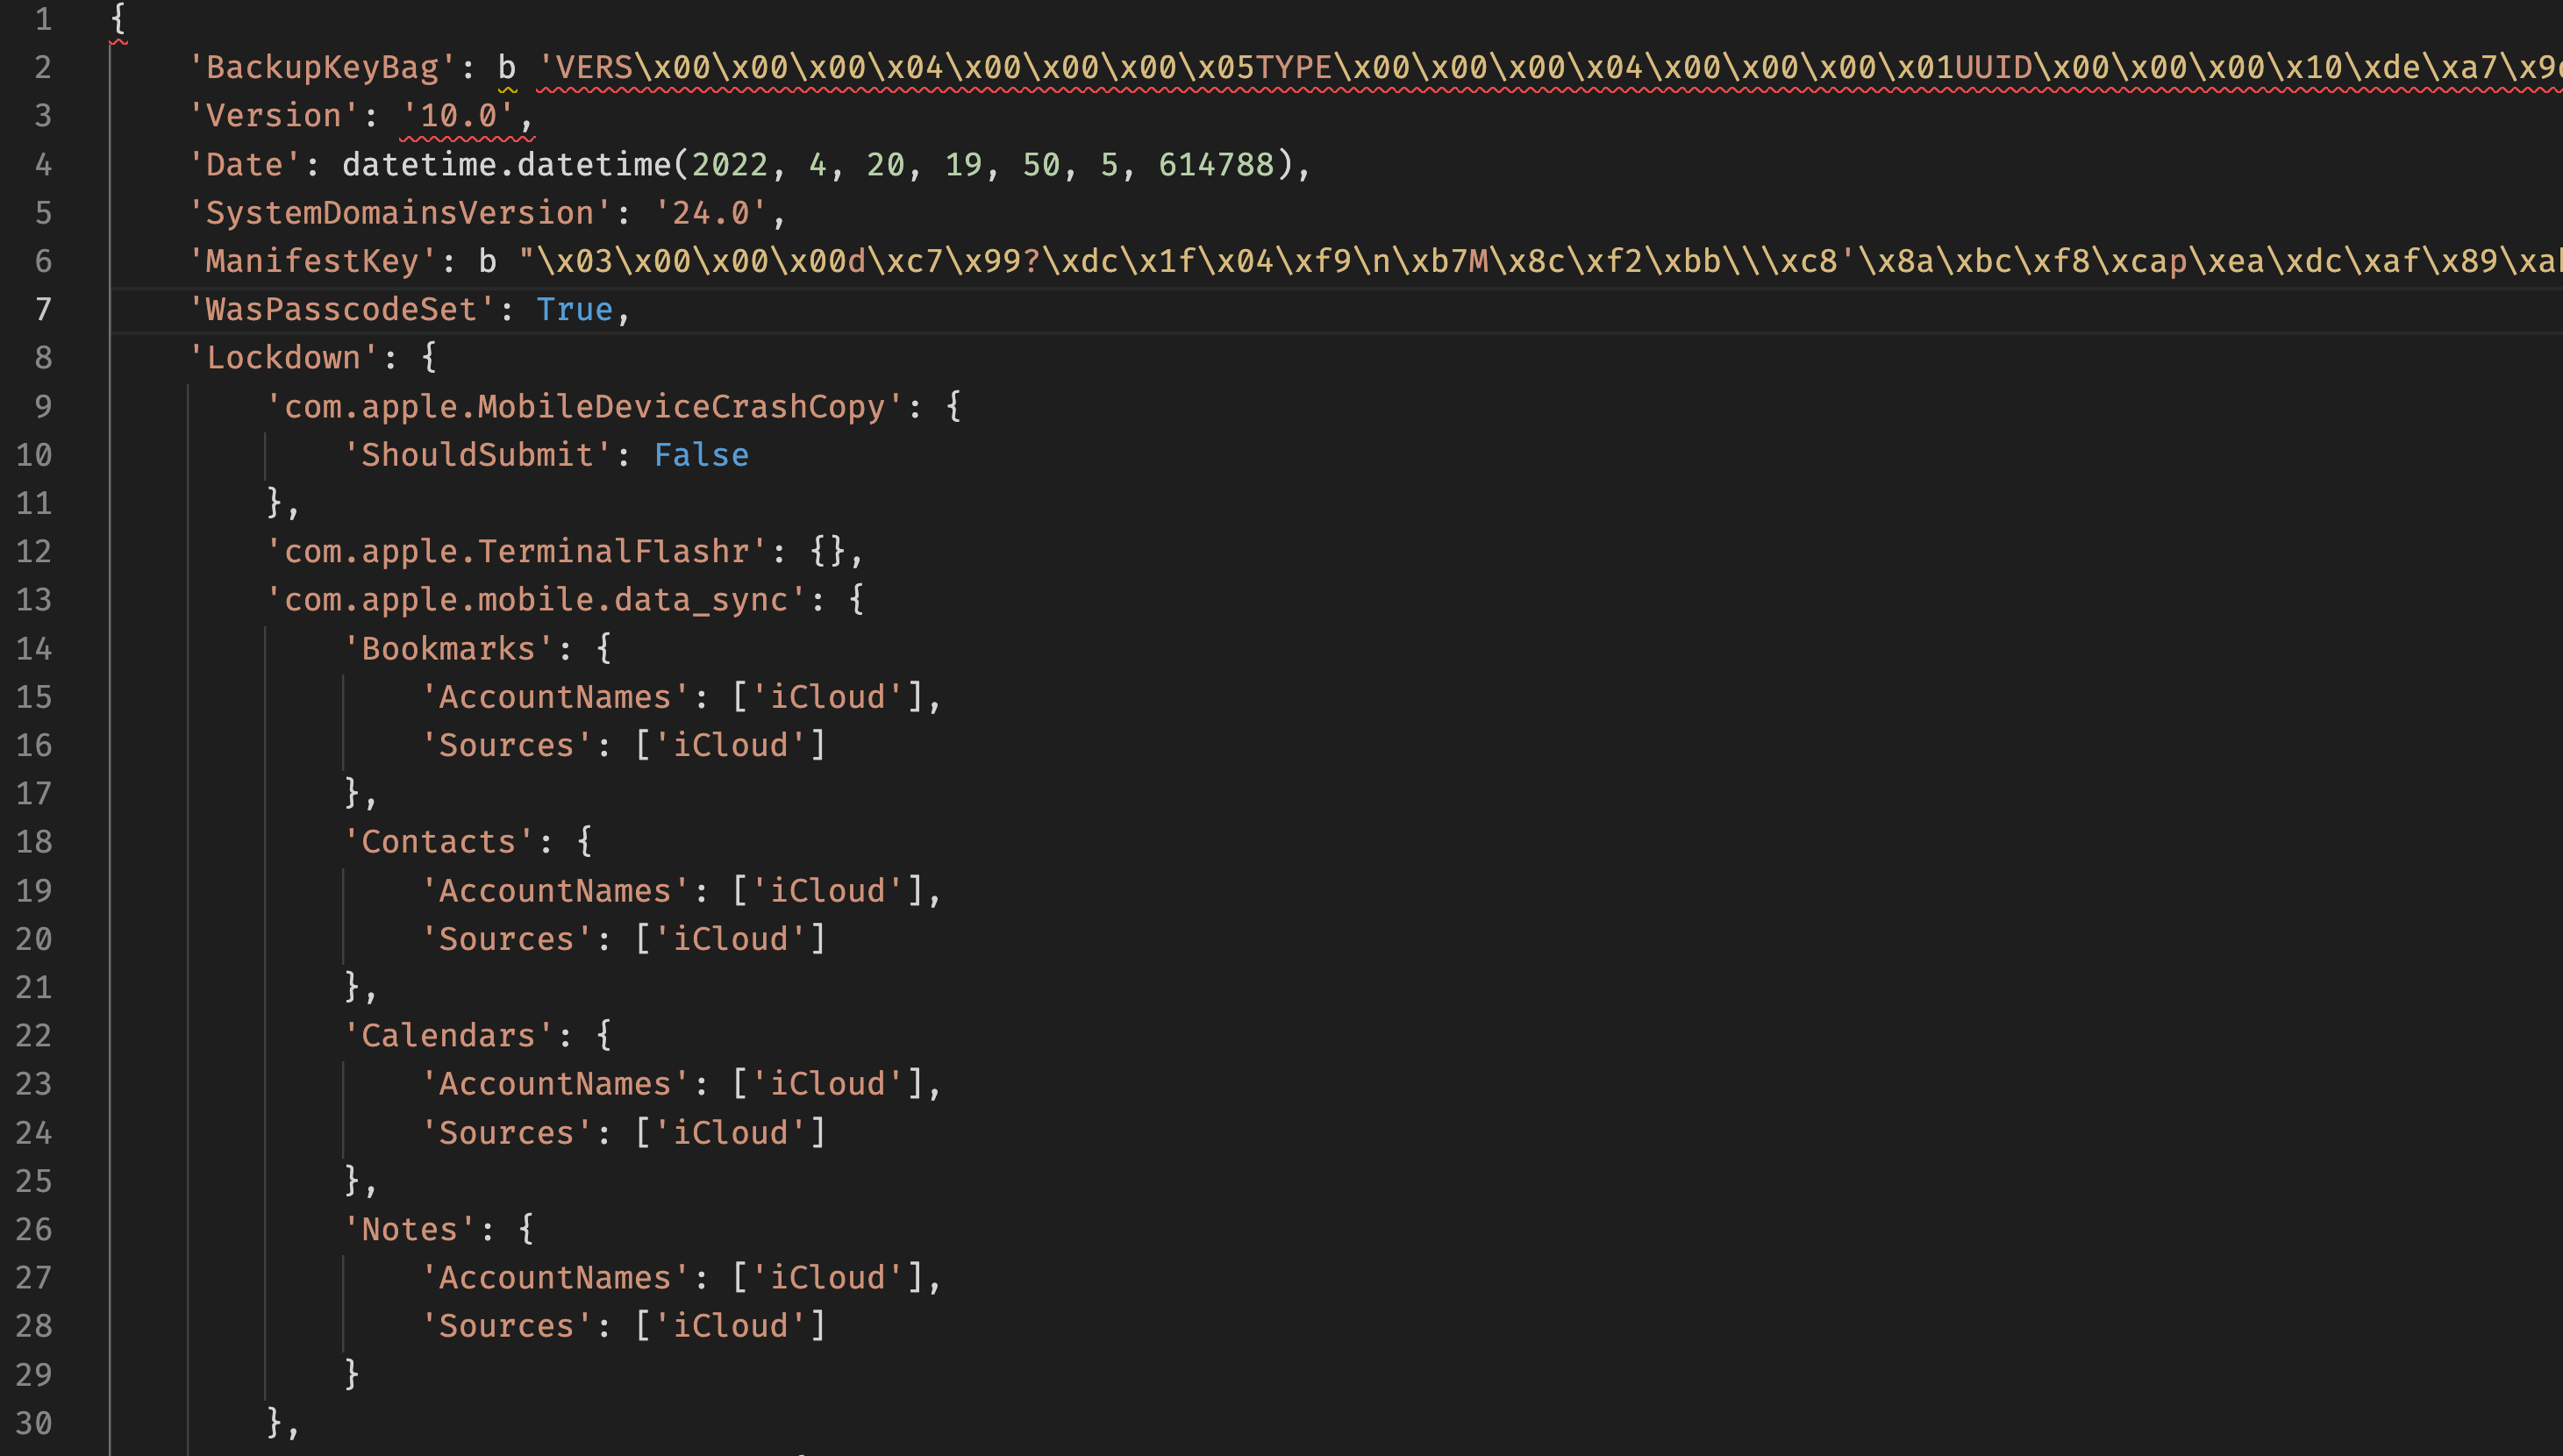 1 {
2 'BackupKeyBag': b 'VERS\x00\x00\x00\x04\x00\x00\x00\x05TYPE\x00\x00\x00\x04\x00\x00\x00\x01UUID\x00\x00\x00\x10\xde\xa7\x9
3 'Version': '10.0',
4 'Date': datetime.datetime(2022, 4, 20, 19, 50, 5, 614788),
5 'SystemDomainsVersion': '24.0',
6 'ManifestKey': b "\x03\x00\x00\x00d\xc7\x99?\xdc\x1f\x04\xf9\n\xb7M\x8c\xf2\xbb\\\xc8'\x8a\xbc\xf8\xcap\xea\xdc\xaf\x89\xa
7 'WasPasscodeSet': True,
8 'Lockdown': {
9 'com.apple.MobileDeviceCrashCopy': {
10 'ShouldSubmit': False
11 },
12 'com.apple.TerminalFlashr': {},
13 'com.apple.mobile.data_sync': {
14 'Bookmarks': {
15 'AccountNames': ['iCloud'],
16 'Sources': ['iCloud']
17 },
18 'Contacts': {
19 'AccountNames': ['iCloud'],
20 'Sources': ['iCloud']
21 },
22 'Calendars': {
23 'AccountNames': ['iCloud'],
24 'Sources': ['iCloud']
25 },
26 'Notes': {
27 'AccountNames': ['iCloud'],
28 'Sources': ['iCloud']
29 }
30 },